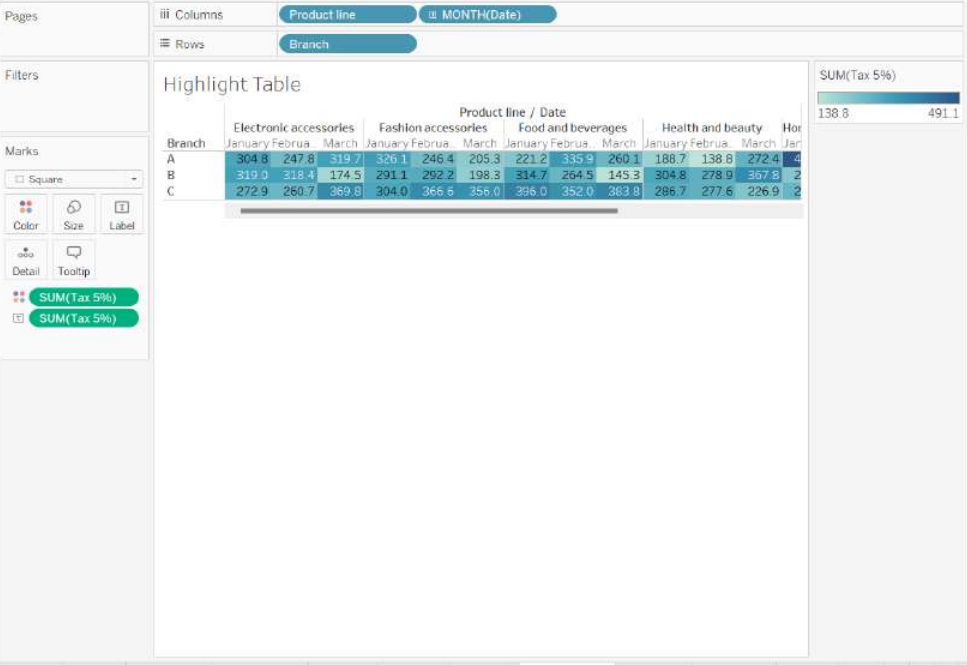 Pages
Columns
Product line
MONTH(Date)
Rows
Branch
Filters
Marks
Square
Color
Size
Label
Detail
Tooltip
SUM(Tax 5%)
SUM(Tax 5%)
Highlight Table
Product line / Date
Electronic accessories Fashion accessories Food and beverages Health and beauty Hor
Branch January Februa.. March January Februa.. March January Februa.. March January Februa.. March Jar
A 304.8 247.8 319.7 326.1 246.4 205.3 221.2 335.9 260.1 188.7 138.8 272.4 4
B 319.0 318.4 174.5 291.1 292.2 198.3 314.7 264.5 145.3 304.8 278.9 367.8 2
C 272.9 260.7 369.8 304.0 366.6 356.0 396.0 352.0 383.8 286.7 277.6 226.9 2
SUM(Tax 5%)
138.8 491.1